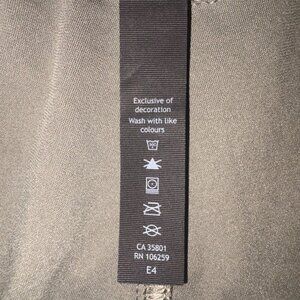 Exclusive of
decoration
Wash with like
colours
CA 35801
RN 106259
E4